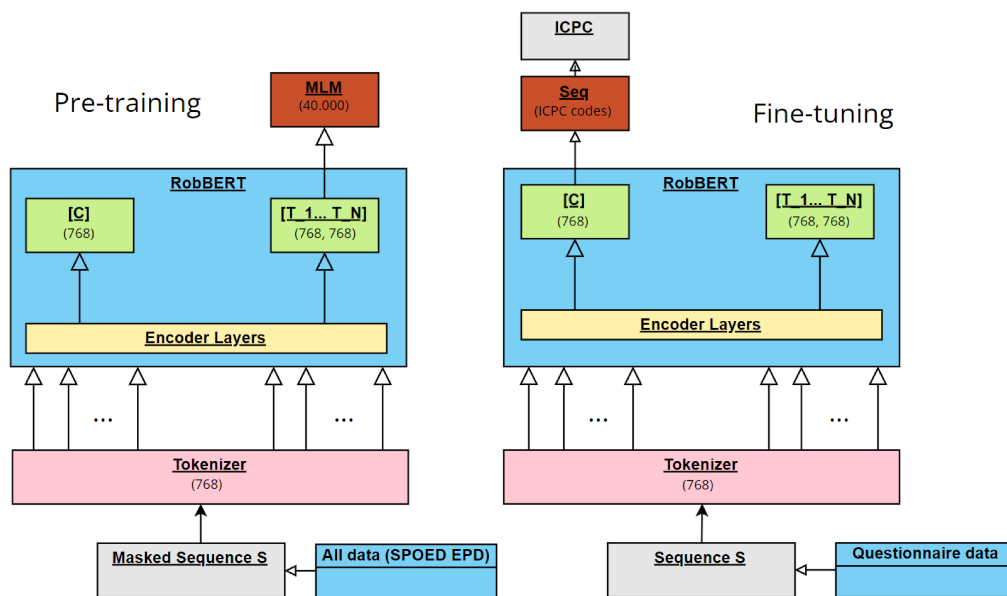 Pre-training
MLM
(40.000)
RobBERT
[C]
(768)
[T_1... T_N]
(768, 768)
Encoder Layers
...
...
Tokenizer
(768)
Masked Sequence S
All data (SPOED EPD)
ICPC
Seq
(ICPC codes)
Fine-tuning
RobBERT
[C]
(768)
[T_1... T_N]
(768, 768)
Encoder Layers
...
...
Tokenizer
(768)
Sequence S
Questionnaire data